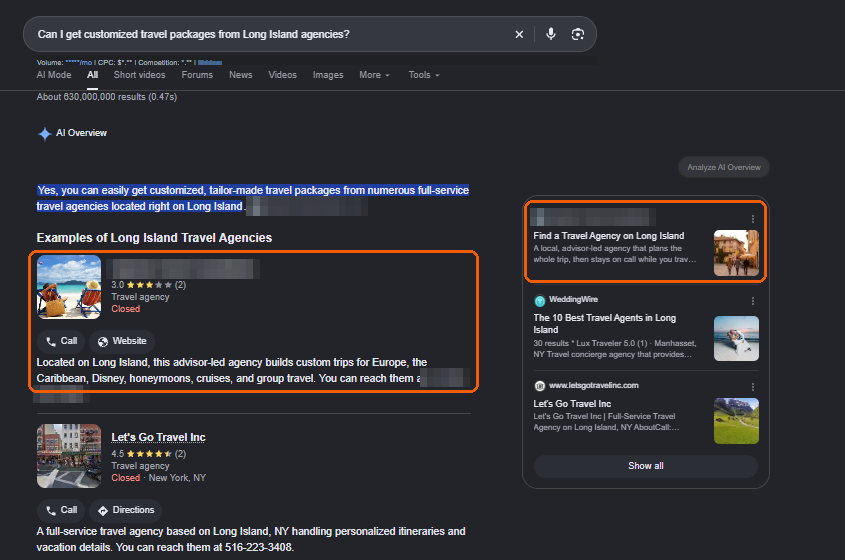 Can I get customized travel packages from Long Island agencies?
Volume: *****/mo | CPC: $*.** | Competition: *.** |
AI Mode All Short videos Forums News Videos Images More Tools
About 630,000,000 results (0.47s)
AI Overview
Analyze AI Overview
Yes, you can easily get customized, tailor-made travel packages from numerous full-service
travel agencies located right on Long Island.
Examples of Long Island Travel Agencies
3.0 (2)
Travel agency
Closed
Call Website
Located on Long Island, this advisor-led agency builds custom trips for Europe, the
Caribbean, Disney, honeymoons, cruises, and group travel. You can reach them
Let's Go Travel Inc
4.5 (2)
Travel agency
Closed · New York, NY
Call Directions
A full-service travel agency based on Long Island, NY handling personalized itineraries and
vacation details. You can reach them at 516-223-3408.
Find a Travel Agency on Long Island
A local, advisor-led agency that plans the
whole trip, then stays on call while you trav...
WeddingWire
The 10 Best Travel Agents in Long
Island
30 results * Lux Traveler 5.0 (1) · Manhasset,
NY Travel concierge agency that provides...
www.letsgotravelinc.com
Let's Go Travel Inc
Let's Go Travel Inc | Full-Service Travel
Agency on Long Island, NY AboutCall:...
Show all